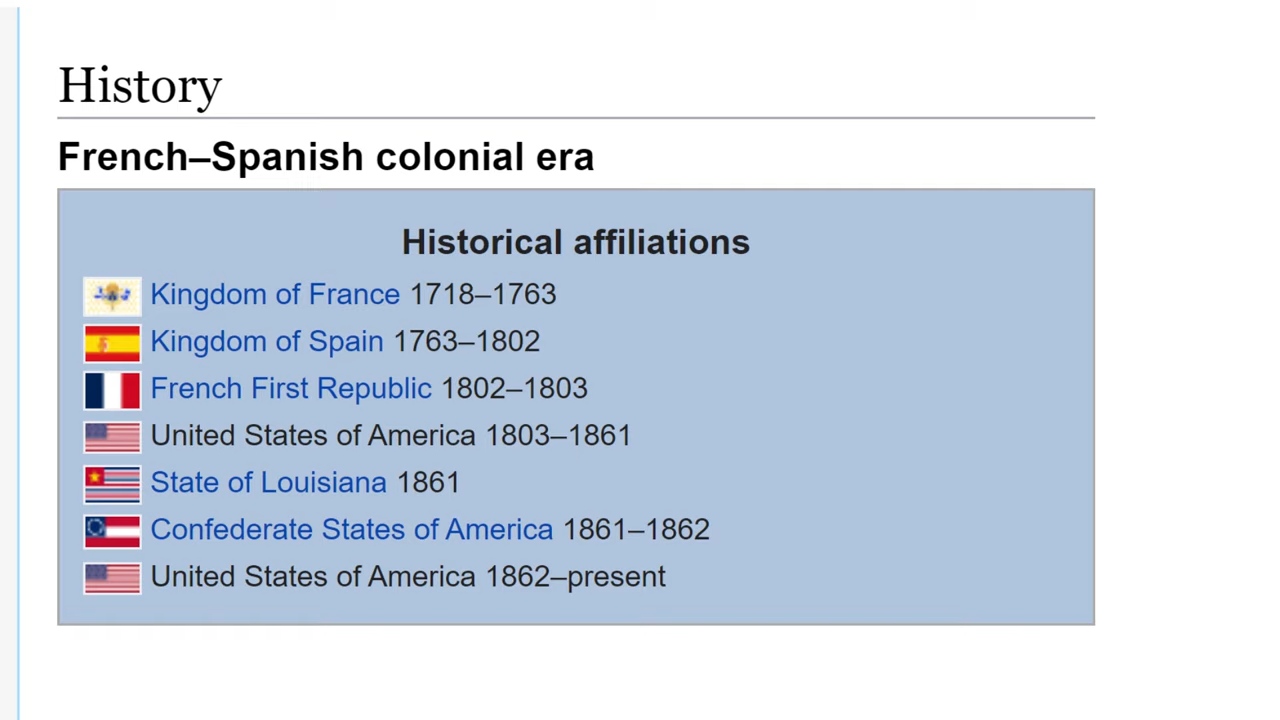 History
French–Spanish colonial era
Historical affiliations
Kingdom of France 1718–1763
Kingdom of Spain 1763–1802
French First Republic 1802–1803
United States of America 1803–1861
State of Louisiana 1861
Confederate States of America 1861–1862
United States of America 1862–present